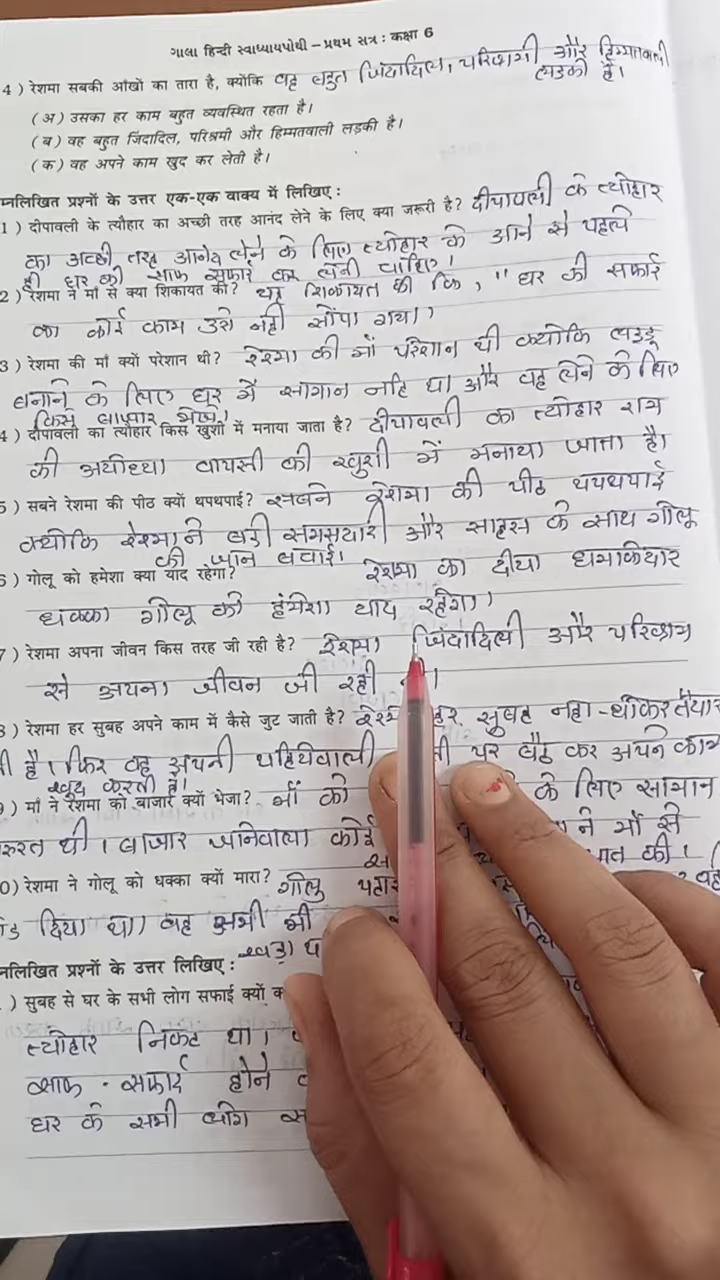 गाला हिन्दी स्वाध्यायपोथी – प्रथम सत्र : कक्षा 6
4 ) रेशमा सबकी आँखों का तारा है, क्योंकि वह बहुत जिंदादिल, परिश्रमी और हिम्मतवाली
लड़की है।
( अ ) उसका हर काम बहुत व्यवस्थित रहता है।
( ब ) वह बहुत जिंदादिल, परिश्रमी और हिम्मतवाली लड़की है।
( क ) वह अपने काम खुद कर लेती है।
म्नलिखित प्रश्नों के उत्तर एक-एक वाक्य में लिखिए :
1 ) दीपावली के त्यौहार का अच्छी तरह आनंद लेने के लिए क्या जरूरी है? दीपावली के त्योहार
का अच्छी तरह आनंद लेने के लिए त्योहार के आने से पहले
ही घर की साफ सफाई कर लेनी चाहिए।
2 ) रेशमा ने माँ से क्या शिकायत की? यह शिकायत की कि, "घर की सफाई
का कोई काम उसे नही सोंपा गया।
3 ) रेशमा की माँ क्यों परेशान थी? रेश्मा की माँ परेशान थी क्योकि लड्डू
बनाने के लिए घर में सामान नहि था और वह लेने के लिए
किसे बाजार भेजे।
4 ) दीपावली का त्यौहार किस खुशी में मनाया जाता है? दीपावली का त्योहार राम
की अयोध्या वापसी की खुशी में मनाया जाता है।
5 ) सबने रेशमा की पीठ क्यों थपथपाई? सबने रेशमा की पीठ थपथपाई
क्योकि रेश्माने बड़ी समझदारी और साहस के साथ गोलू
की जान बचाई।
6 ) गोलू को हमेशा क्या याद रहेगा? रेशमा का दीया धमाकेदार
धक्का गोलू को हंमेशा याद रहेगा।
7 ) रेशमा अपना जीवन किस तरह जी रही है? रेशमा जिंदादिली और परिश्रम
से अपना जीवन जी रही
8 ) रेशमा हर सुबह अपने काम में कैसे जुट जाती है? हर सुबह नहा-धोकर तैयार
है। फिर वह अपनी पहियेवाली पर बैठ कर अपने काम
खुद करती है।
9 ) माँ ने रेशमा को बाजार क्यों भेजा? माँ को के लिए सामान
थी। बाजार जानेवाला कोई ने माँ से
की।
0) रेशमा ने गोलू को धक्का क्यों मारा? गोलु
दिया था। वह अभी भी
खड़ा
नलिखित प्रश्नों के उत्तर लिखिए :
) सुबह से घर के सभी लोग सफाई क्यों
त्योहार निकट था।
साफ - सफाई होने
घर के सभी लोग